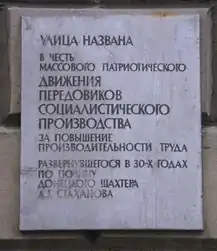 УЛИЦА НАЗВАНА
В ЧЕСТЬ
МАССОВОГО ПАТРИОТИЧЕСКОГО
ДВИЖЕНИЯ
ПЕРЕДОВИКОВ
СОЦИАЛИСТИЧЕСКОГО
ПРОИЗВОДСТВА
ЗА ПОВЫШЕНИЕ
ПРОИЗВОДИТЕЛЬНОСТИ ТРУДА
РАЗВЕРНУВШЕГОСЯ В 30-Х ГОДАХ
ПО ПОЧИНУ
ДОНЕЦКОГО ШАХТЕРА
А.Г. СТАХАНОВА